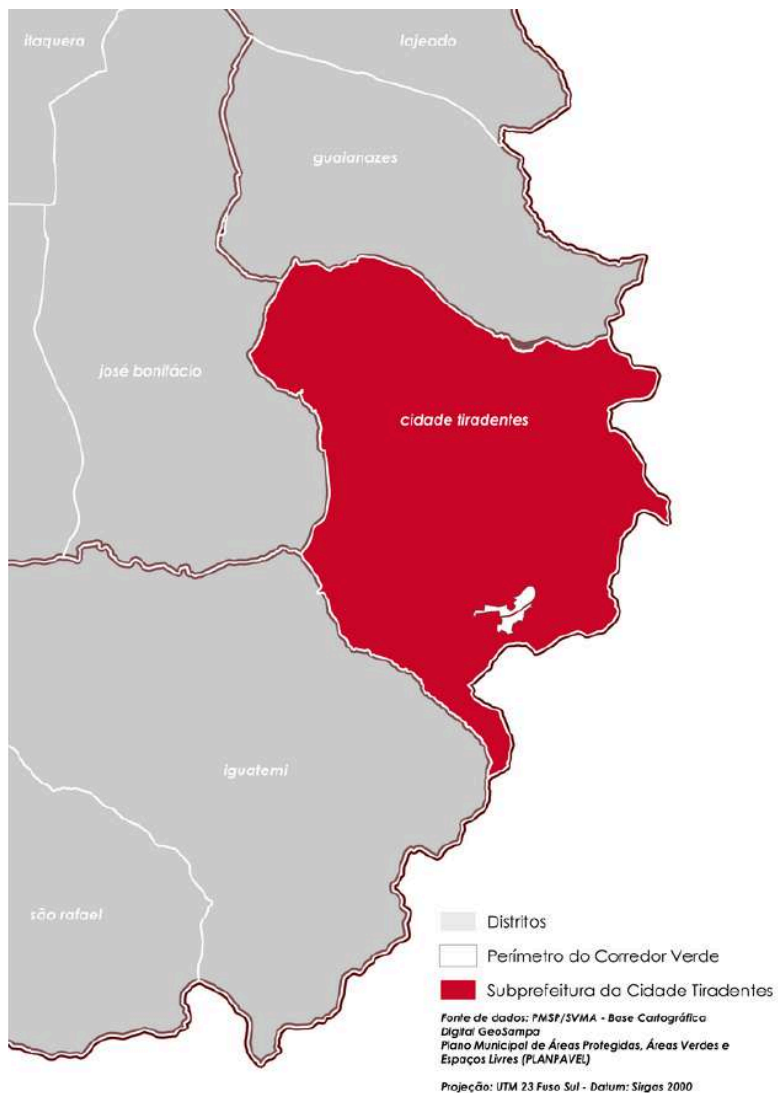 itaquera
lajeado
guaianazes
josé bonifácio
cidade tiradentes
iguatemi
são rafael
Distritos
Perímetro do Corredor Verde
Subprefeitura da Cidade Tiradentes
Fonte de dados: PMSP/SVMA - Base Cartográfica
Digital GeoSampa
Plano Municipal de Áreas Protegidas, Áreas Verdes e
Espaços Livres (PLANPAVEL)
Projeção: UTM 23 Fuso Sul - Datum: Sirgas 2000